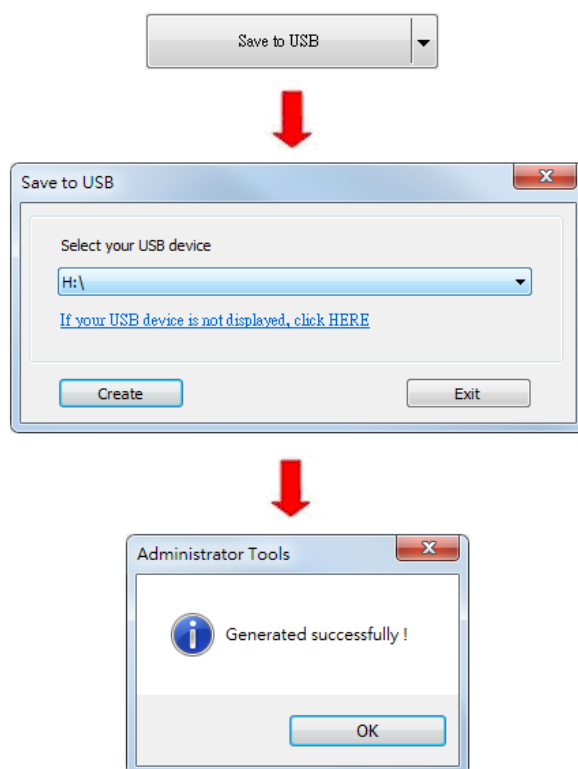 Save to USB
Save to USB
Select your USB device
H:\
If your USB device is not displayed, click HERE
Create Exit
Administrator Tools
Generated successfully !
OK